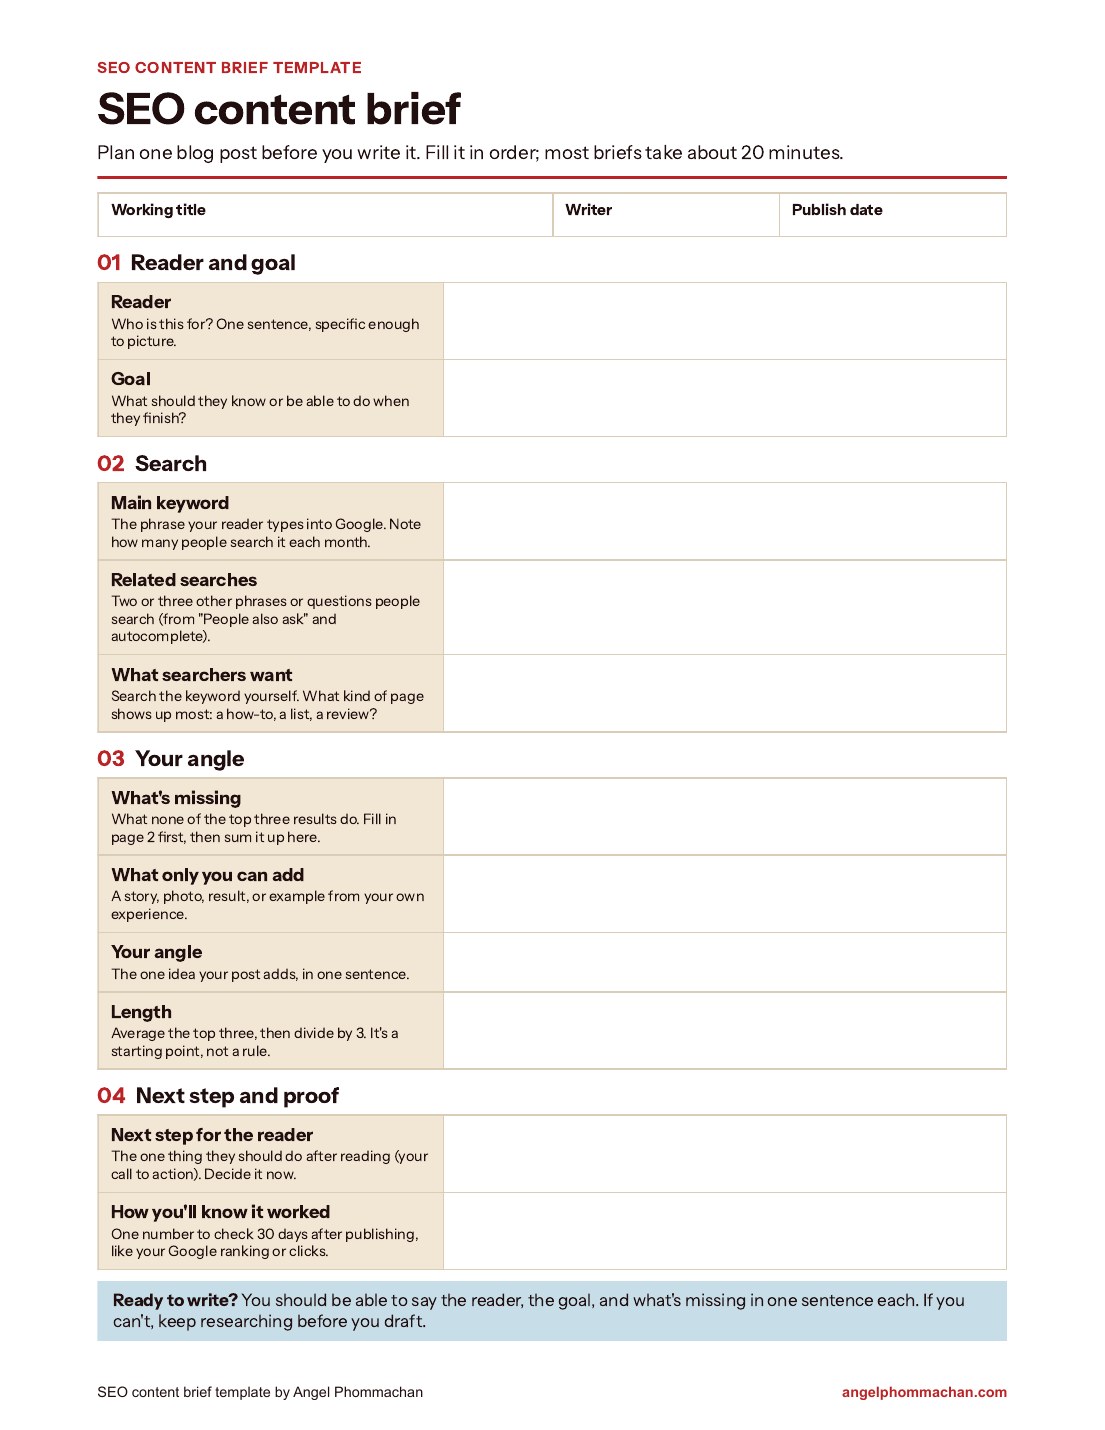 SEO CONTENT BRIEF TEMPLATE
SEO content brief
Plan one blog post before you write it. Fill it in order; most briefs take about 20 minutes.
Working title
Writer
Publish date
01 Reader and goal
Reader
Who is this for? One sentence, specific enough
to picture.
Goal
What should they know or be able to do when
they finish?
02 Search
Main keyword
The phrase your reader types into Google. Note
how many people search it each month.
Related searches
Two or three other phrases or questions people
search (from "People also ask" and
autocomplete).
What searchers want
Search the keyword yourself. What kind of page
shows up most: a how-to, a list, a review?
03 Your angle
What's missing
What none of the top three results do. Fill in
page 2 first, then sum it up here.
What only you can add
A story, photo, result, or example from your own
experience.
Your angle
The one idea your post adds, in one sentence.
Length
Average the top three, then divide by 3. It's a
starting point, not a rule.
04 Next step and proof
Next step for the reader
The one thing they should do after reading (your
call to action). Decide it now.
How you'll know it worked
One number to check 30 days after publishing,
like your Google ranking or clicks.
Ready to write? You should be able to say the reader, the goal, and what's missing in one sentence each. If you
can't, keep researching before you draft.
SEO content brief template by Angel Phommachan
angelphommachan.com